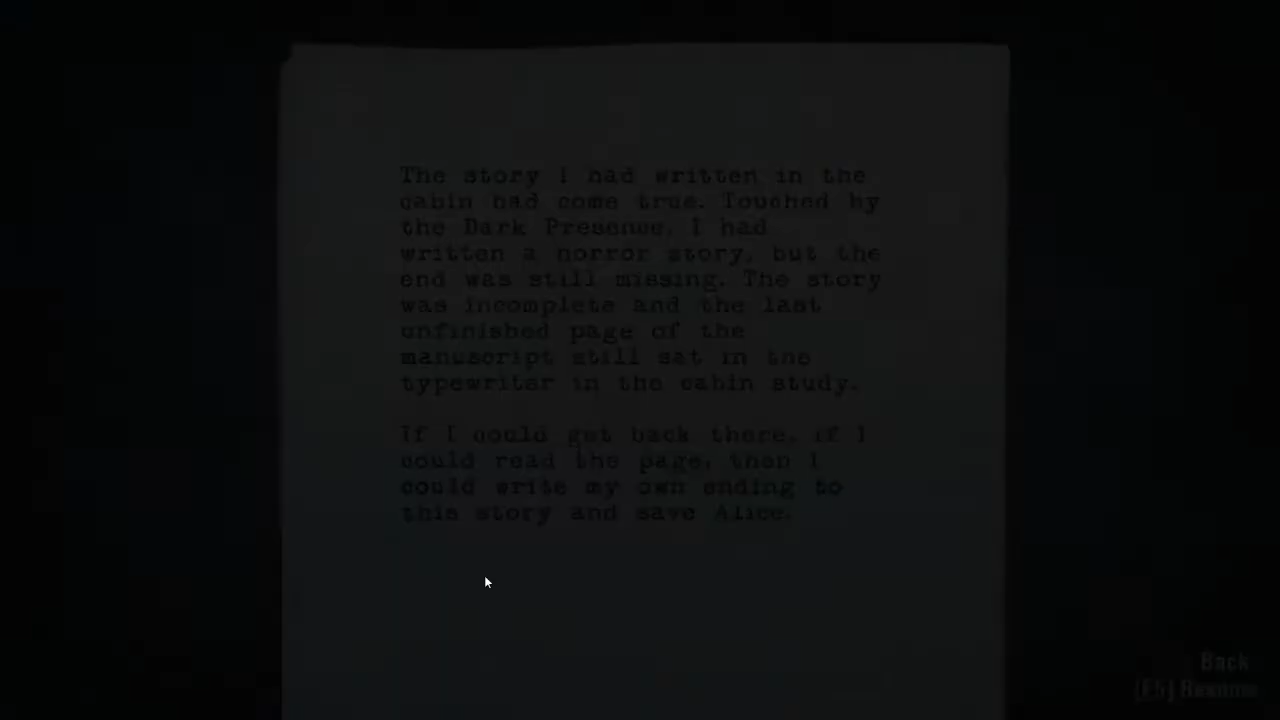 The story I had written in the
cabin had come true. Touched by
the Dark Presence, I had
written a horror story, but the
end was still missing. The story
was incomplete and the last
unfinished page of the
manuscript still sat in the
typewriter in the cabin study.
If I could get back there, if I
could read the page, then I
could write my own ending to
this story and save Alice.
Back
[F5] Resume